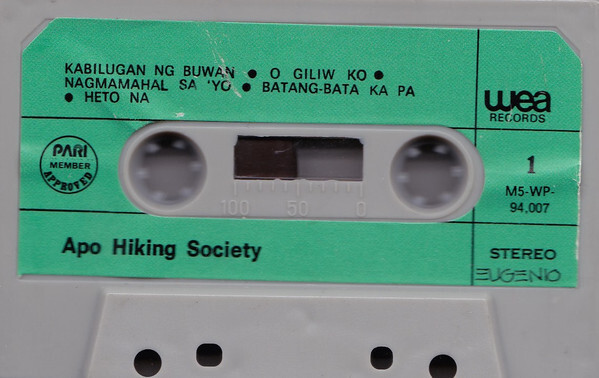 KABILUGAN NG BUWAN ● O GILIW KO ●
NAGMAMAHAL SA 'YO ● BATANG-BATA KA PA
● HETO NA
wea
RECORDS
PARI
MEMBER
APPROVED
1
M5-WP-
94,007
100 50 0
Apo Hiking Society
STEREO
EUGENIO